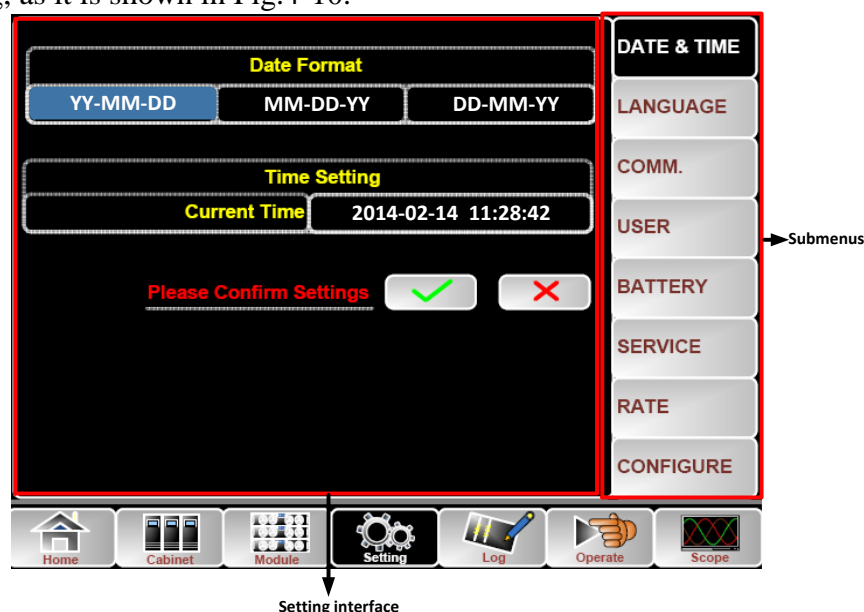 , as it is shown in Fig.4-16.
Date Format
YY-MM-DD MM-DD-YY DD-MM-YY
Time Setting
Current Time 2014-02-14 11:28:42
Please Confirm Settings
DATE & TIME
LANGUAGE
COMM.
USER
BATTERY
SERVICE
RATE
CONFIGURE
Submenus
Home Cabinet Module Setting Log Operate Scope
Setting interface